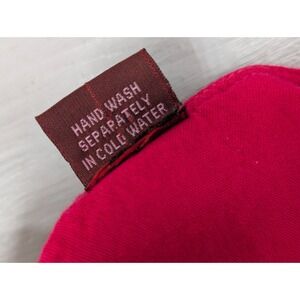 HAND WASH
SEPARATELY
IN COLD WATER